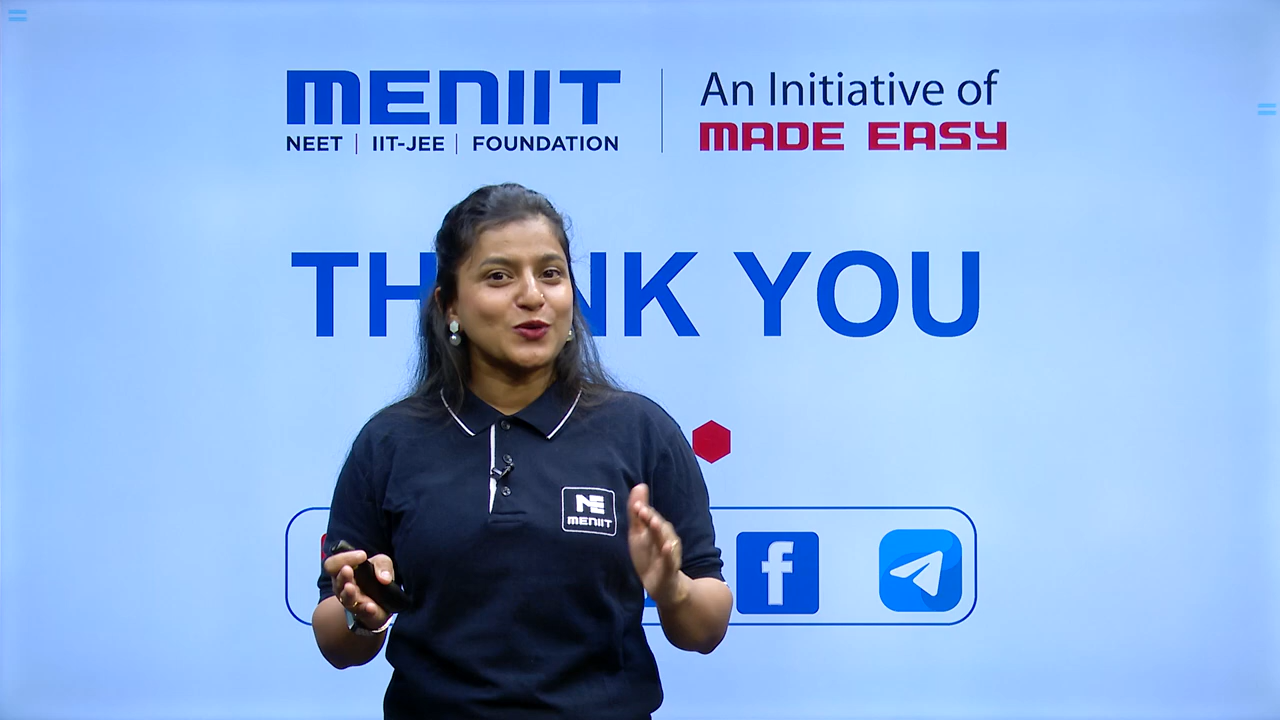 MENIIT
NEET | IIT-JEE | FOUNDATION
An Initiative of
MADE EASY
TH NK YOU
NE
MENIIT
f